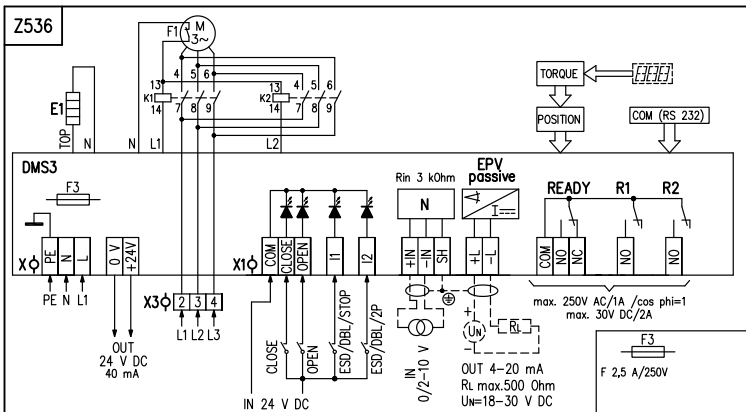 Z536
F1
M
3~
4 5 6
13
K1
14
7 8 9
13
K2
14
4 5 6
7 8 9
E1
TOP
N
N
L1
L2
TORQUE
POSITION
COM (RS 232)
DMS3
F3
Rin 3 kOhm
N
EPV
passive
I
READY R1 R2
X
PE
N
L
0 V
+24V
X1
COM
CLOSE
OPEN
I1
I2
+IN
-IN
SH
+L
-L
COM
NO
NC
NO
NO
PE N L1
X3
2 3 4
L1 L2 L3
OUT
24 V DC
40 mA
CLOSE
OPEN
ESD/DBL/STOP
ESD/DBL/2P
IN 24 V DC
IN
0/2-10 V
+
UN
-
RL
OUT 4-20 mA
RL max.500 Ohm
UN=18-30 V DC
max. 250V AC/1A /cos phi=1
max. 30V DC/2A
F3
F 2,5 A/250V